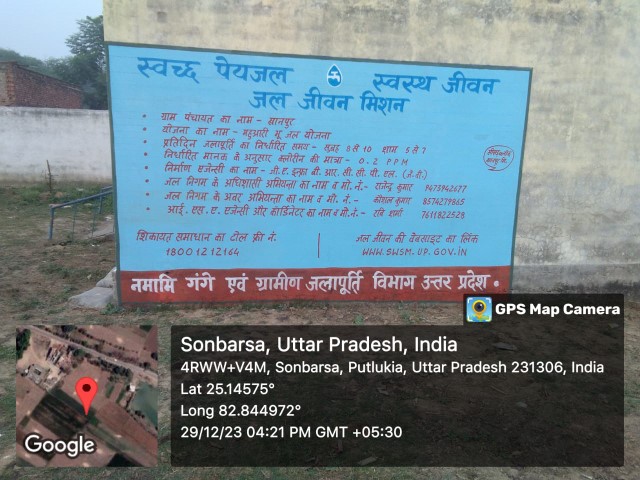 स्वच्छ पेयजल स्वस्थ जीवन
जल जीवन मिशन
• ग्राम पंचायत का नाम - खानपुर
• योजना का नाम - महुआरी भू जल योजना
• प्रतिदिन जलापूर्ति का निर्धारित समय - सुबह 8 से 10 शाम 5 से 7
• निर्धारित मानक के अनुसार क्लोरीन की मात्रा - 0.2 PPM
• निर्माण एजेन्सी का नाम - जी.ए. इन्फ्रा बी.आर.सी.सी.पी.एल. (जे.वी.)
• जल निगम के अधिशासी अभियन्ता का नाम व मो. नं. - राजेन्द्र कुमार 9473942677
• जल निगम के अवर अभियन्ता का नाम व मो. नं. - कौशल कुमार 8574279865
• आई. एस. ए. एजेन्सी और कोर्डिनेटर का नाम व मो. नं. - रवि शर्मा 7611822528
शिकायत समाधान का टोल फ्री नं.
18001212164
जल जीवन की वेबसाइट का लिंक
WWW.SWSM.UP.GOV.IN
नमामि गंगे एवं ग्रामीण जलापूर्ति विभाग उत्तर प्रदेश •
GPS Map Camera
Sonbarsa, Uttar Pradesh, India
4RWW+V4M, Sonbarsa, Putlukia, Uttar Pradesh 231306, India
Lat 25.14575°
Long 82.844972°
29/12/23 04:21 PM GMT +05:30
Google